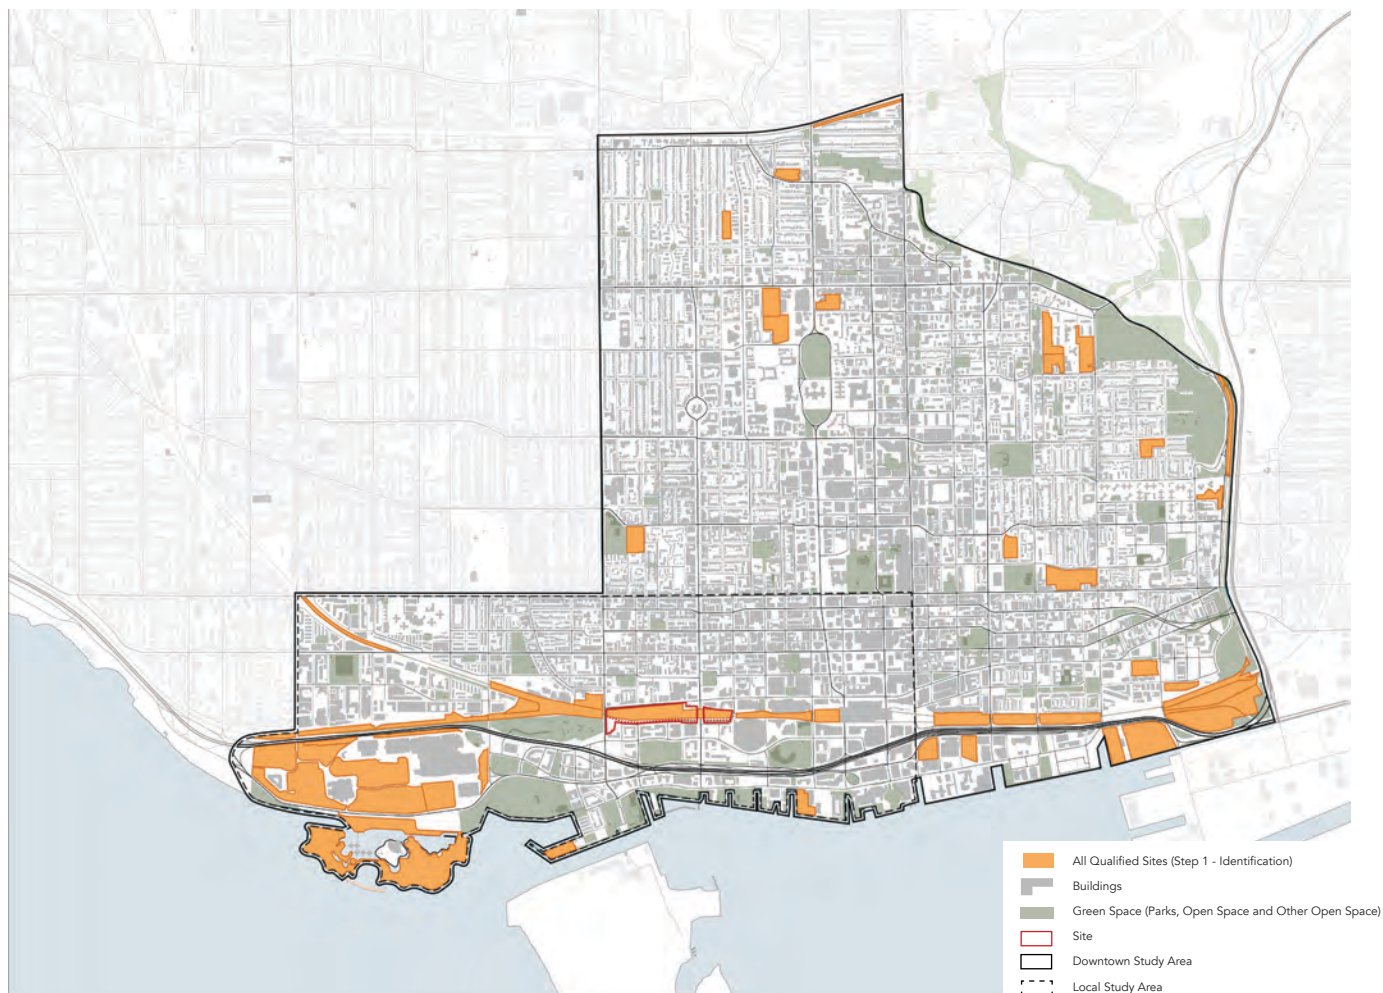 All Qualified Sites (Step 1 - Identification)
Buildings
Green Space (Parks, Open Space and Other Open Space)
Site
Downtown Study Area
Local Study Area